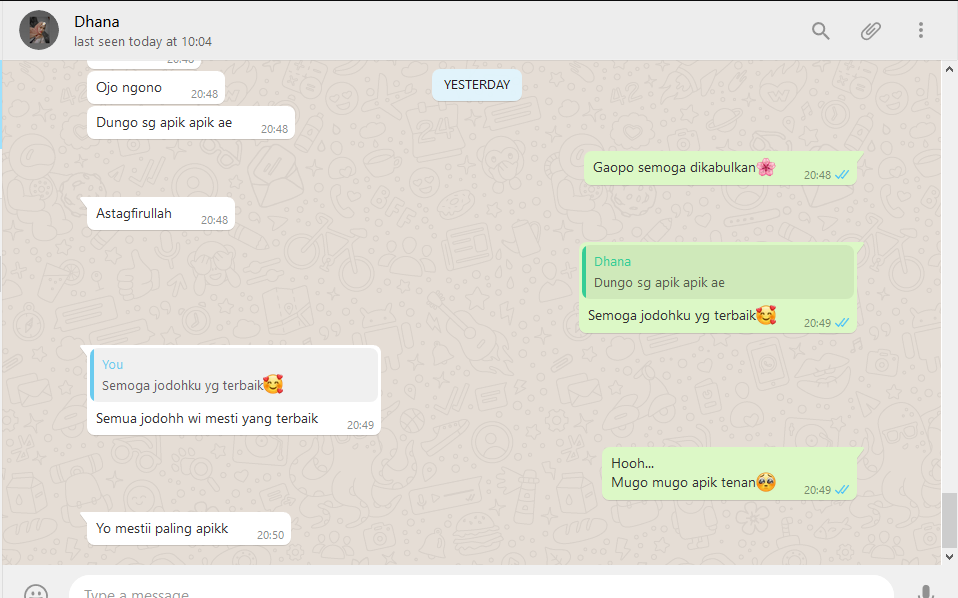 Dhana
last seen today at 10:04
20:48
YESTERDAY
Ojo ngono
20:48
Dungo sg apik apik ae
20:48
Gaopo semoga dikabulkan🌸
20:48
Astagfirullah
20:48
Dhana
Dungo sg apik apik ae
Semoga jodohku yg terbaik🥰
20:49
You
Semoga jodohku yg terbaik🥰
Semua jodohh wi mesti yang terbaik
20:49
Hooh...
Mugo mugo apik tenan🥺
20:49
Yo mestii paling apikk
20:50
Type a message